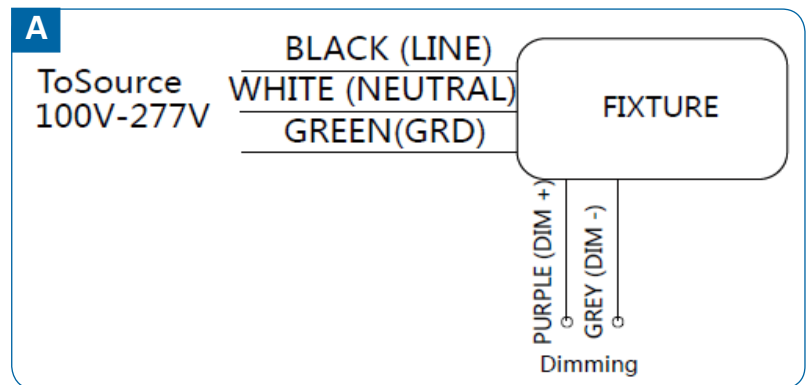 A
BLACK (LINE)
ToSource
WHITE (NEUTRAL)
100V-277V
GREEN(GRD)
FIXTURE
PURPLE (DIM +)
GREY (DIM -)
Dimming